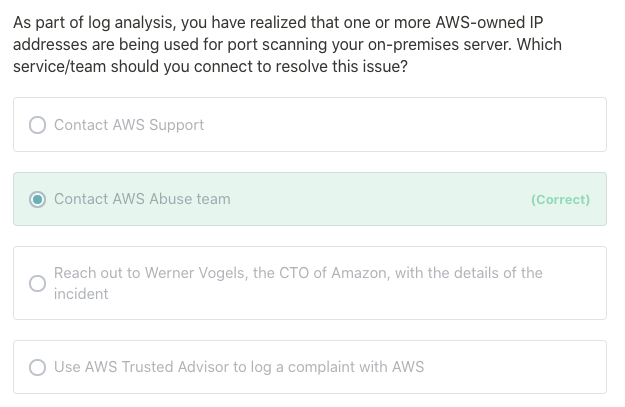 As part of log analysis, you have realized that one or more AWS-owned IP
addresses are being used for port scanning your on-premises server. Which
service/team should you connect to resolve this issue?
Contact AWS Support
Contact AWS Abuse team (Correct)
Reach out to Werner Vogels, the CTO of Amazon, with the details of the
incident
Use AWS Trusted Advisor to log a complaint with AWS